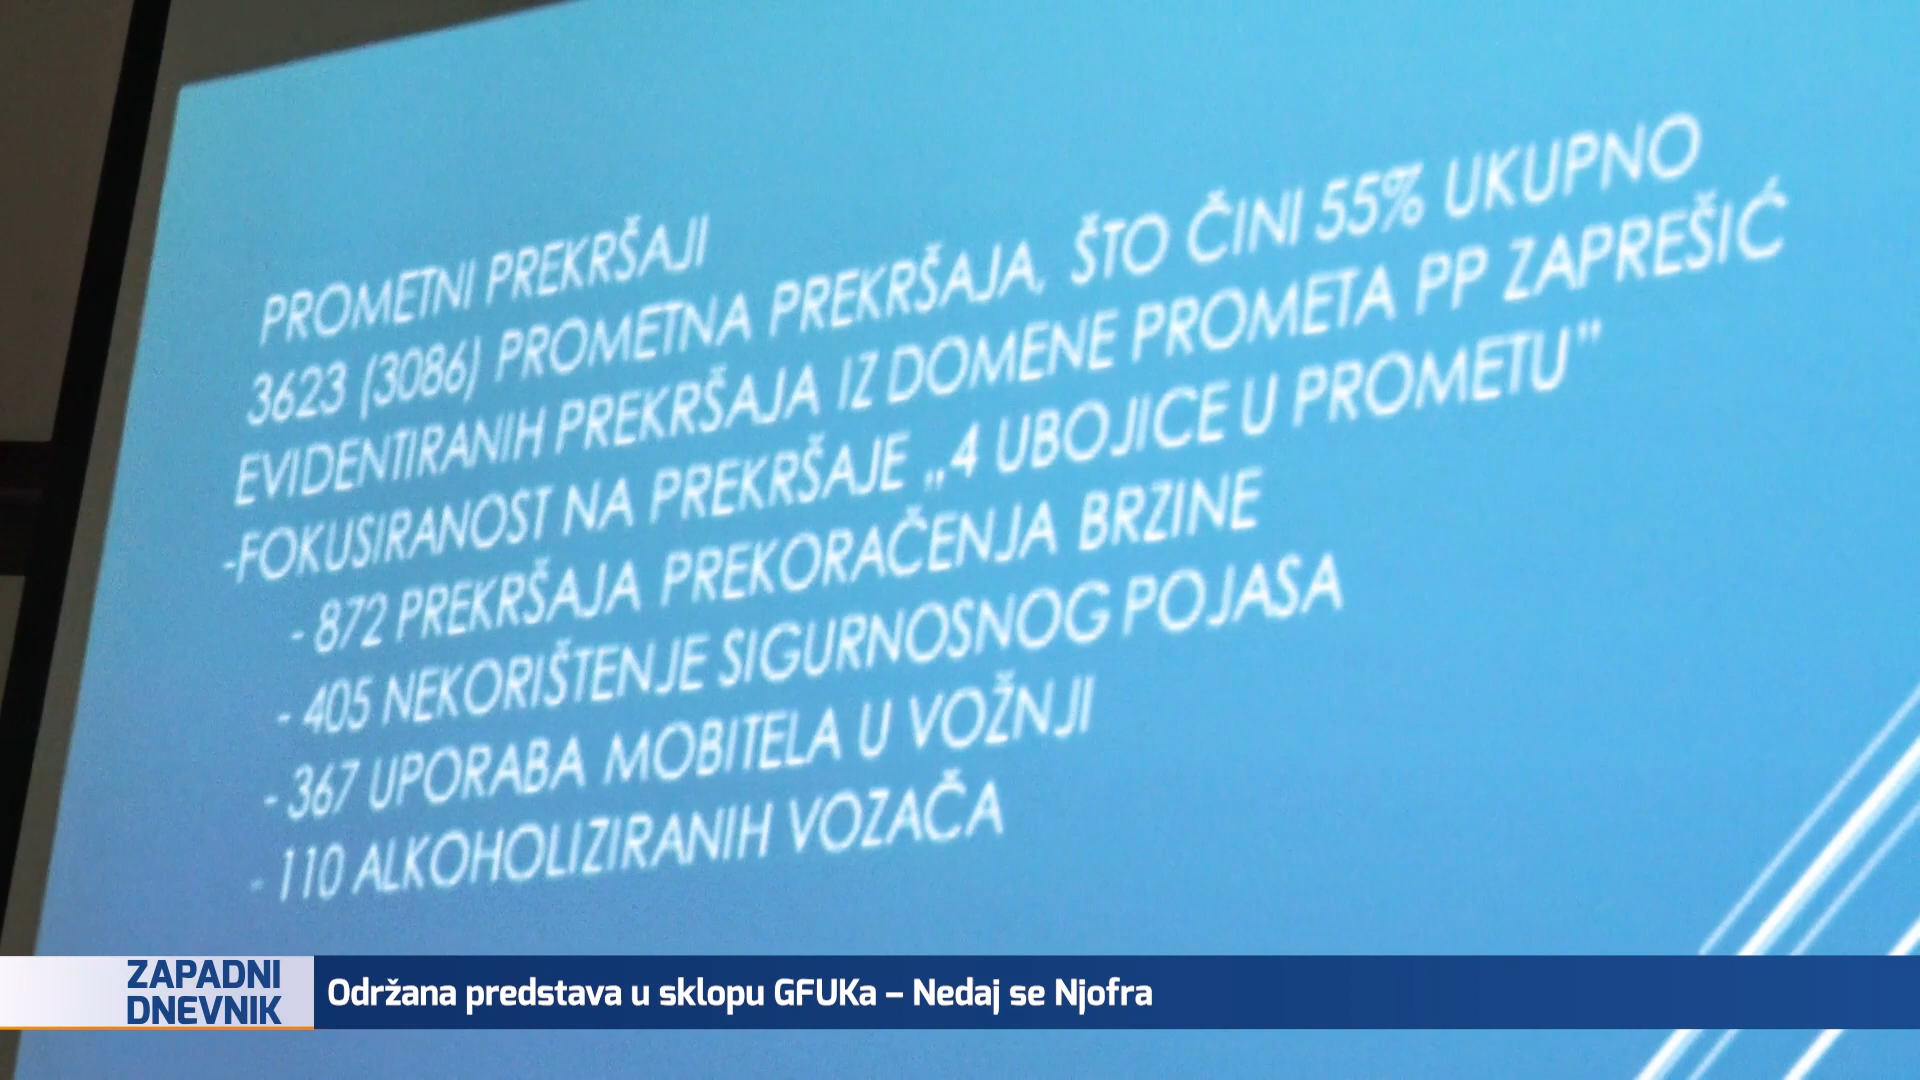 PROMETNI PREKRŠAJI
3623 (3086) PROMETNA PREKRŠAJA, ŠTO ČINI 55% UKUPNO
EVIDENTIRANIH PREKRŠAJA IZ DOMENE PROMETA PP ZAPREŠIĆ
-FOKUSIRANOST NA PREKRŠAJE „4 UBOJICE U PROMETU”
- 872 PREKRŠAJA PREKORAČENJA BRZINE
- 405 NEKORIŠTENJE SIGURNOSNOG POJASA
- 367 UPORABA MOBITELA U VOŽNJI
- 110 ALKOHOLIZIRANIH VOZAČA
ZAPADNI
DNEVNIK
Održana predstava u sklopu GFUKa – Nedaj se Njofra